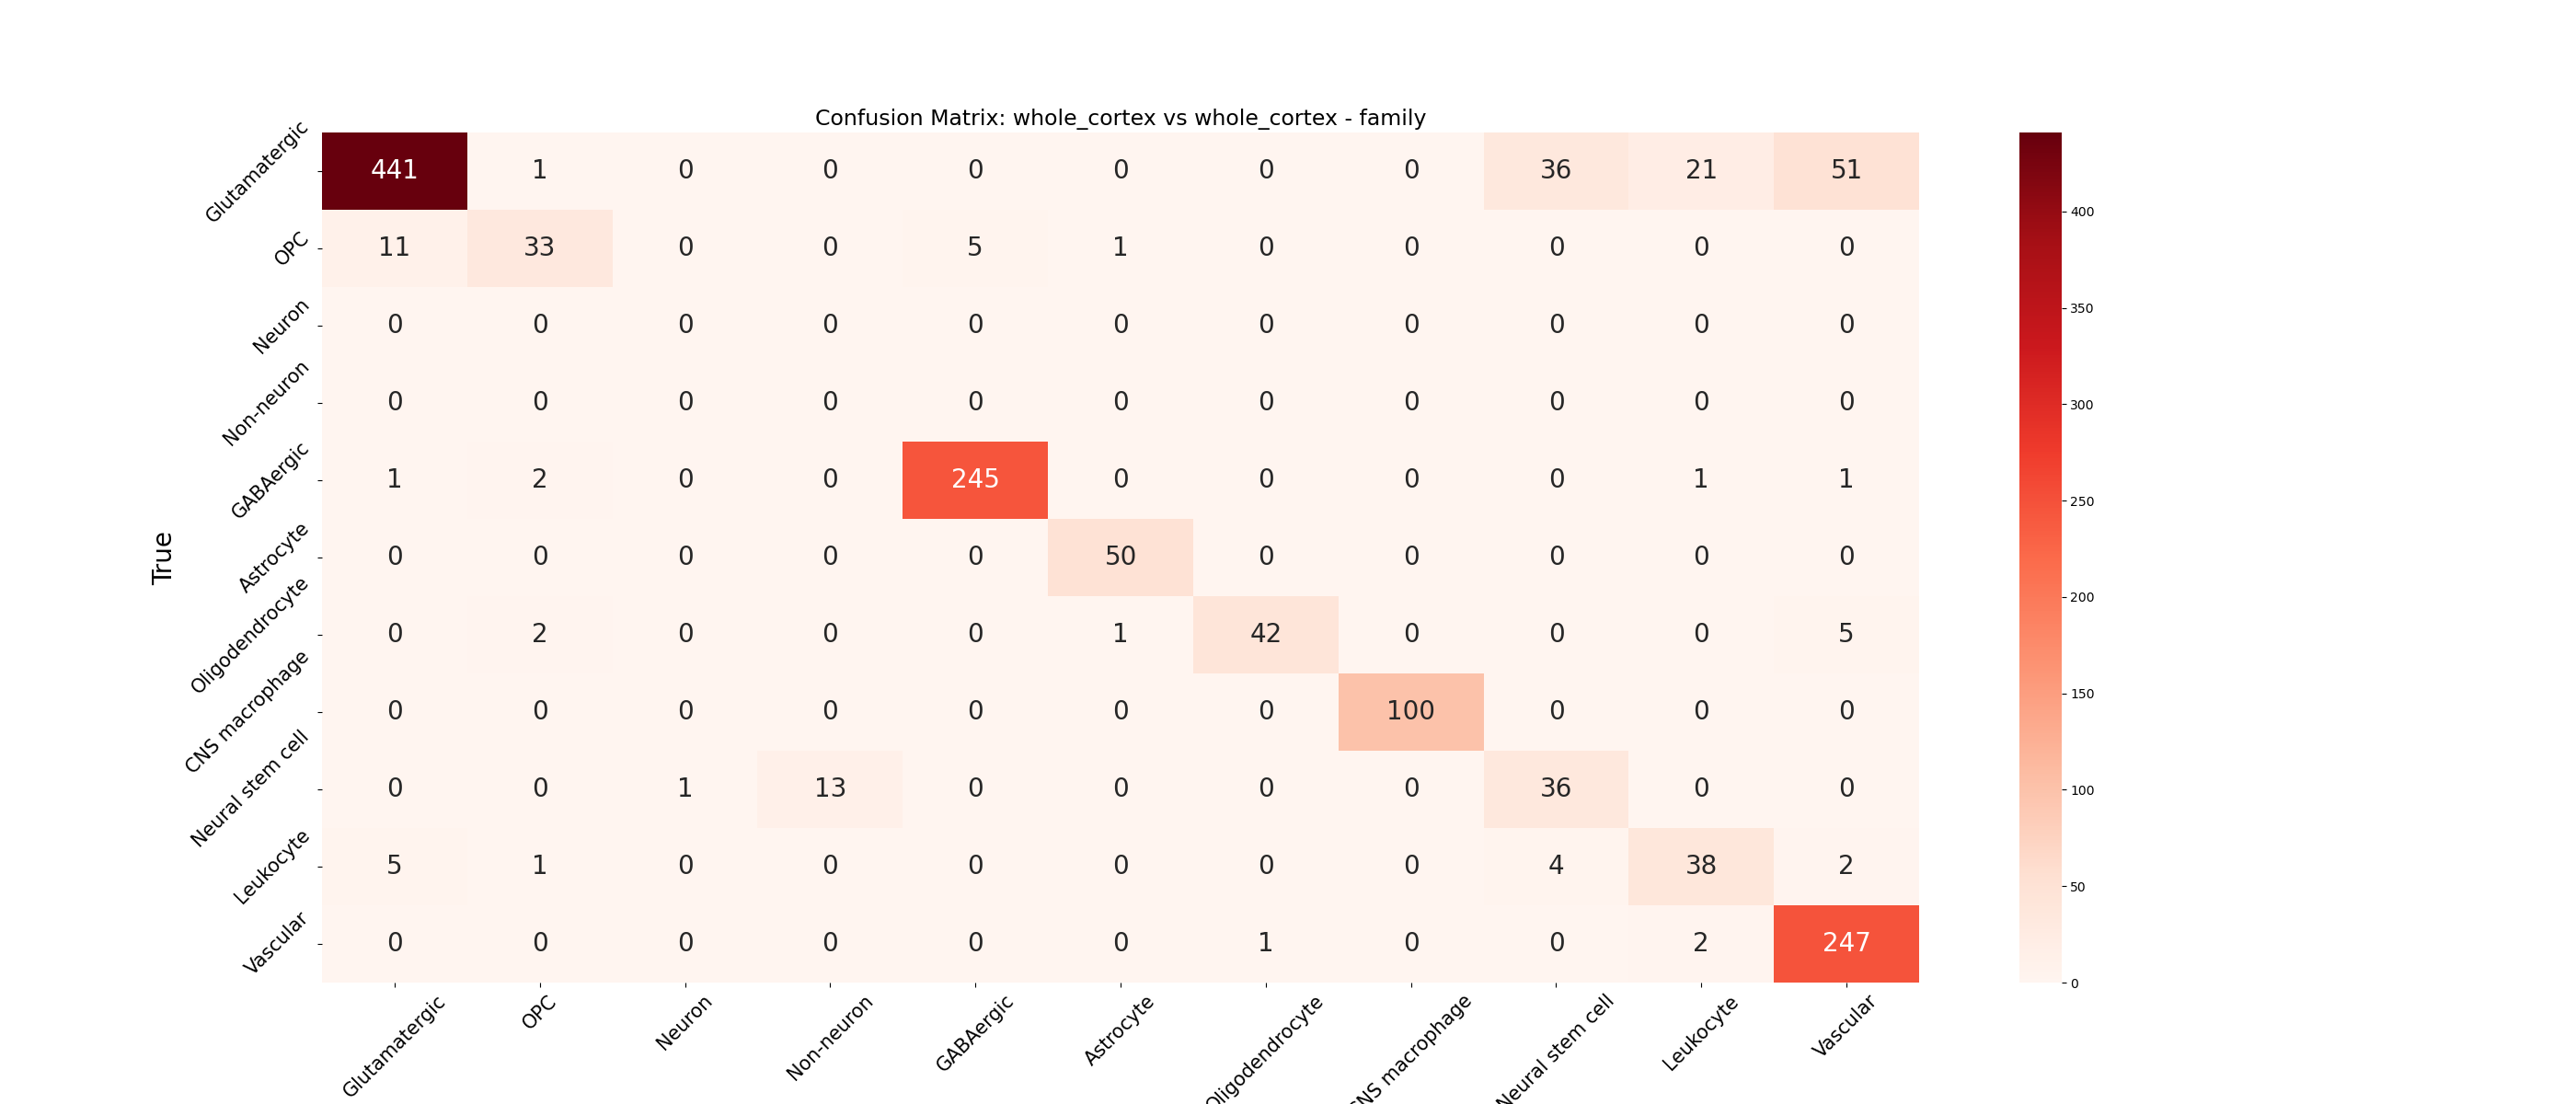 Confusion Matrix: whole_cortex vs whole_cortex - family
Glutamatergic 441 1 0 0 0 0 0 0 36 21 51
OPC 11 33 0 0 5 1 0 0 0 0 0
Neuron 0 0 0 0 0 0 0 0 0 0 0
Non-neuron 0 0 0 0 0 0 0 0 0 0 0
GABAergic 1 2 0 0 245 0 0 0 0 1 1
Astrocyte 0 0 0 0 0 50 0 0 0 0 0
Oligodendrocyte 0 2 0 0 0 1 42 0 0 0 5
CNS macrophage 0 0 0 0 0 0 0 100 0 0 0
Neural stem cell 0 0 1 13 0 0 0 0 36 0 0
Leukocyte 5 1 0 0 0 0 0 0 4 38 2
Vascular 0 0 0 0 0 0 1 0 0 2 247
True
Glutamatergic OPC Neuron Non-neuron GABAergic Astrocyte Oligodendrocyte CNS macrophage Neural stem cell Leukocyte Vascular
400
350
300
250
200
150
100
50
0